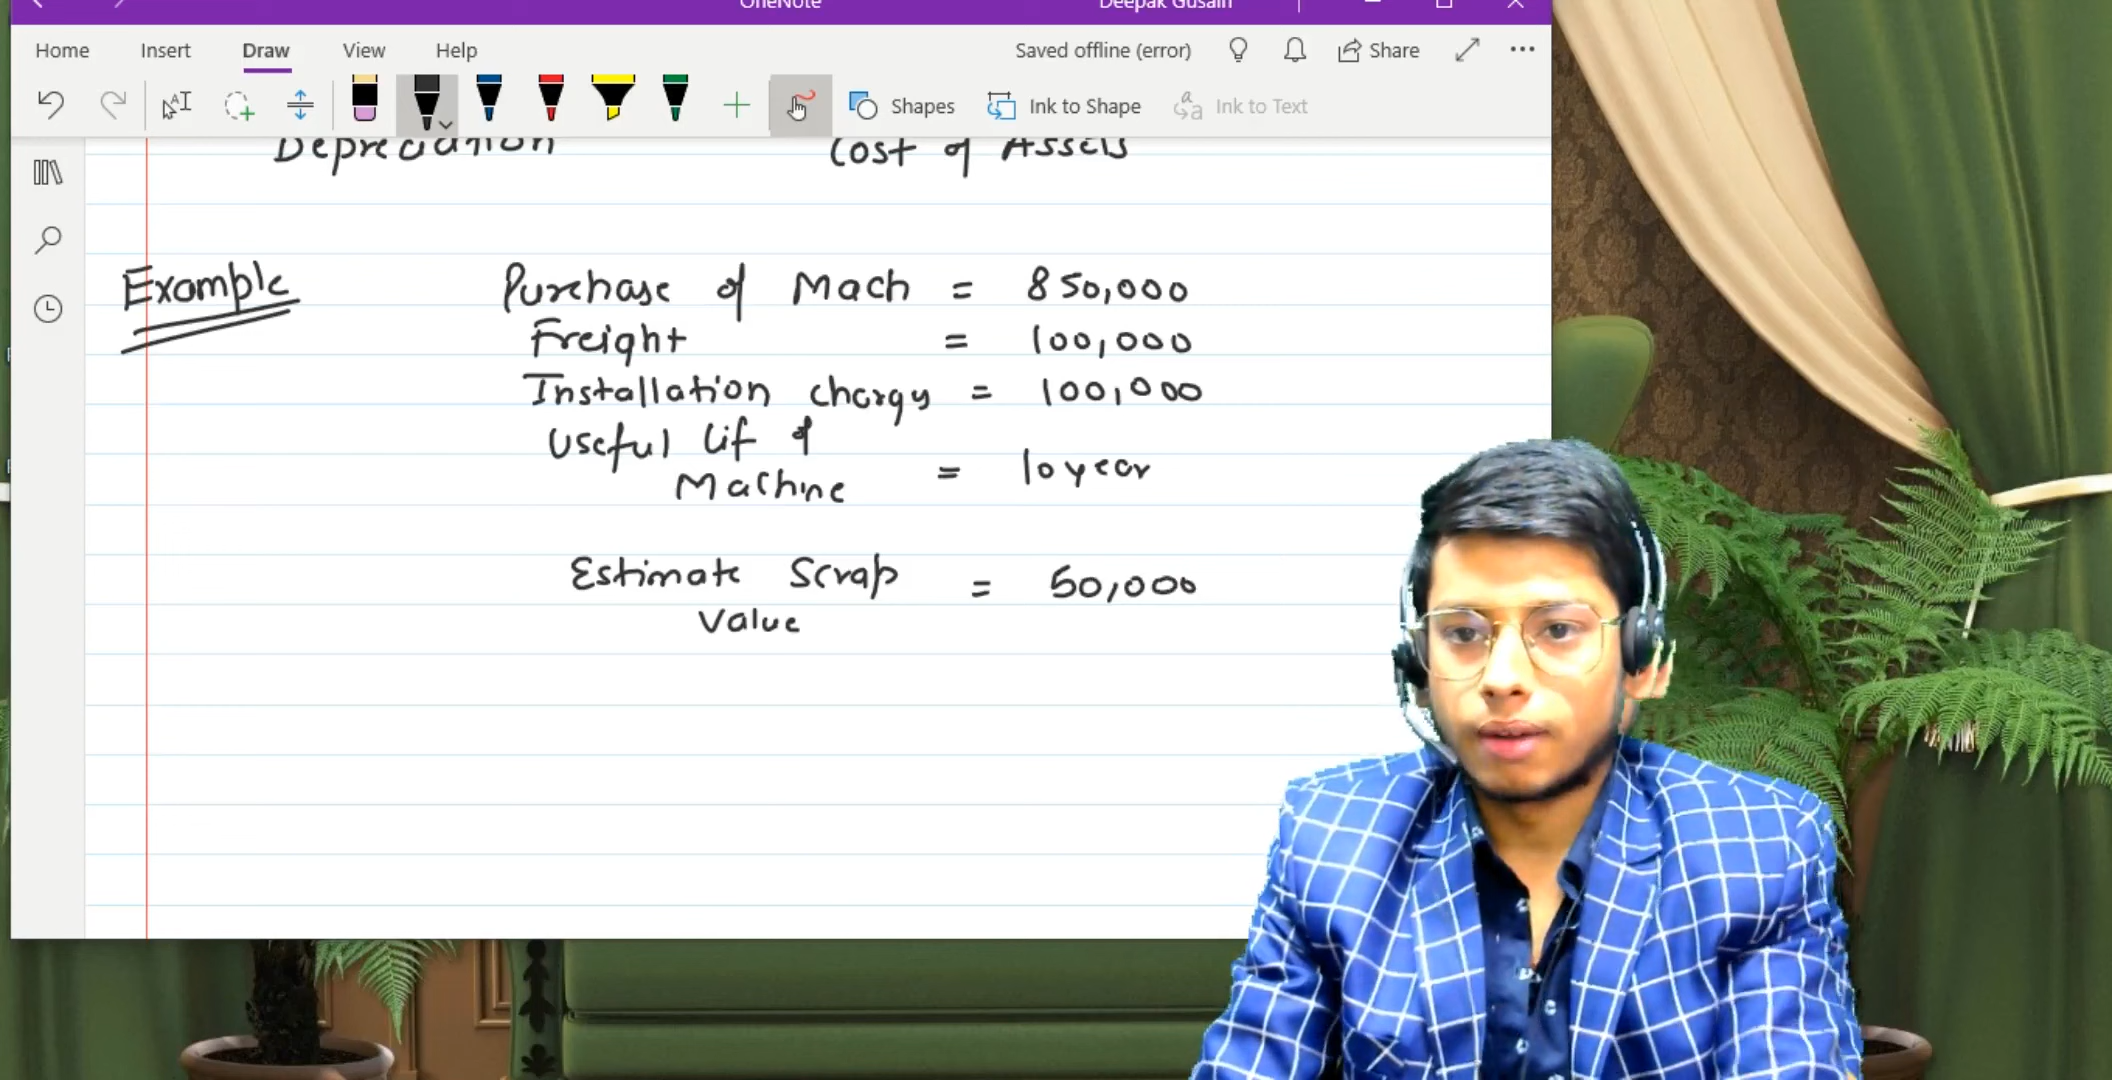 OneNote
Deepak Gusain
Home Insert Draw View Help
Saved offline (error) Share
Shapes Ink to Shape Ink to Text
Depreciation Cost of Assets
Example
Purchase of Mach = 850,000
Freight = 100,000
Installation = 100,000
Useful lif of
Machine = 10 year
Estimate Scrap = 50,000
Value